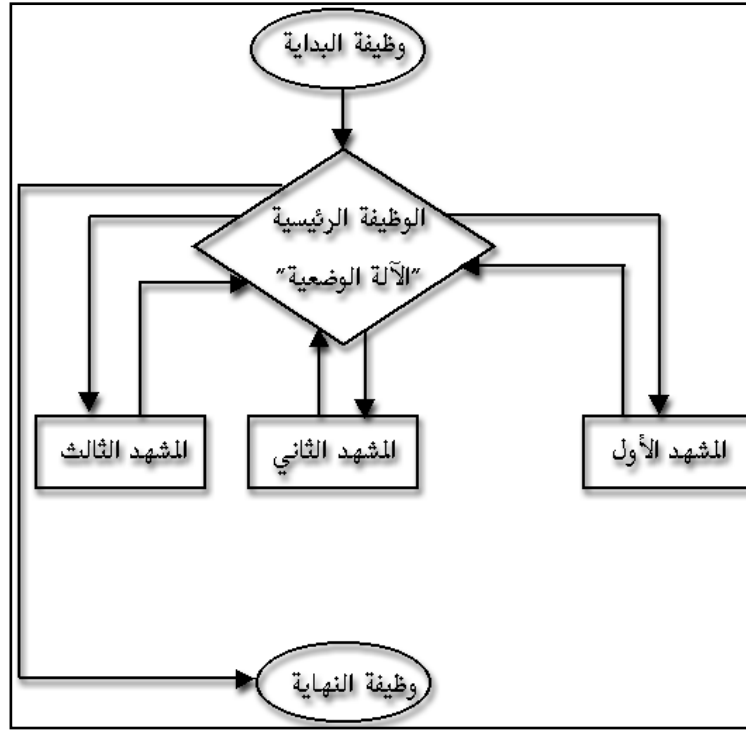 وظيفة البداية
الوظيفة الرئيسية
"الآلة الوضعية"
المشهد الأول
المشهد الثاني
المشهد الثالث
وظيفة النهاية